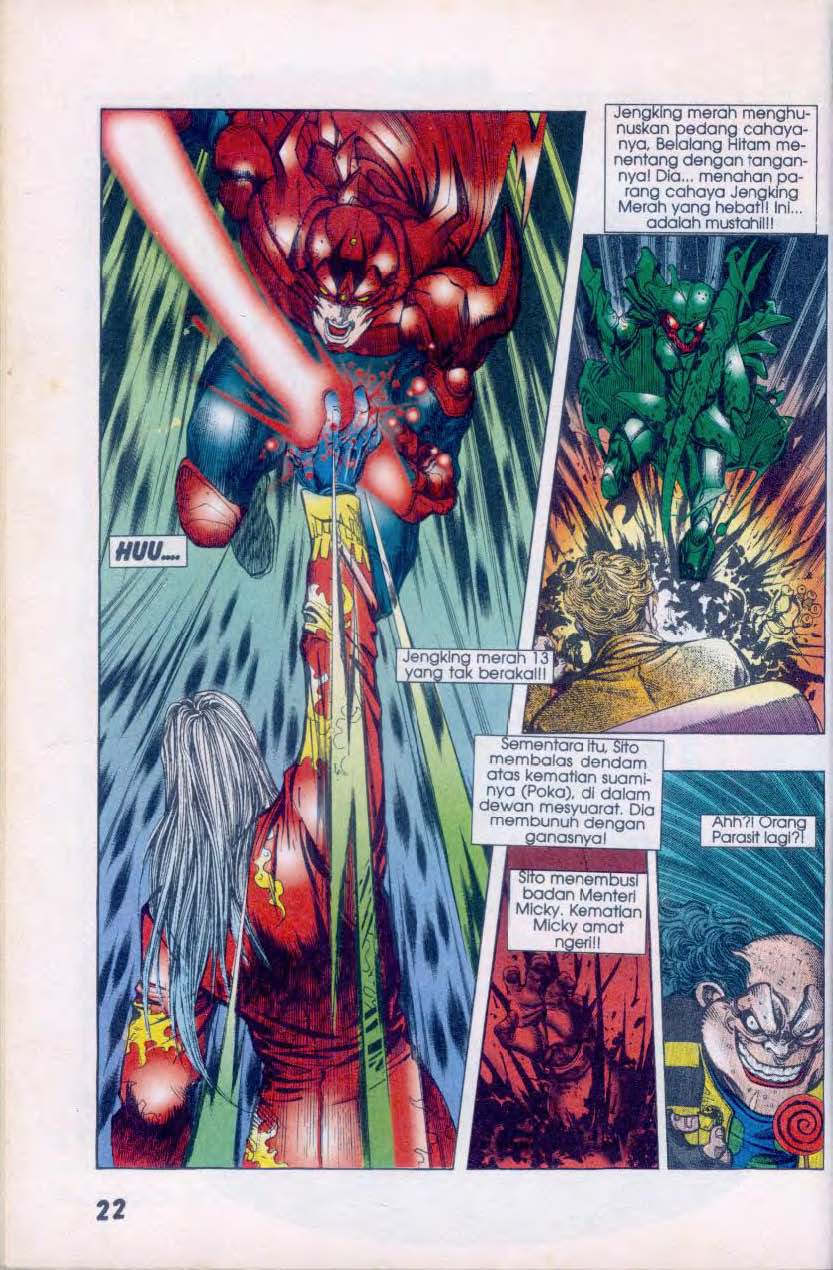 Jengking merah menghu-
nuskan pedang cahaya-
nya, Belalang Hitam me-
nentang dengan tangan-
nya! Dia... menahan pa-
rang cahaya Jengking
Merah yang hebat!! Ini...
adalah mustahil!!
HUU....
Jengking merah 13
yang tak berakal!!
Sementara itu, Sito
membalas dendam
atas kematian suami-
nya (Poka), di dalam
dewan mesyuarat. Dia
membunuh dengan
ganasnya!
Sito menembusi
badan Menteri
Micky. Kematian
Micky amat
ngeri!!
Ahh?! Orang
Parasit lagi?!
22